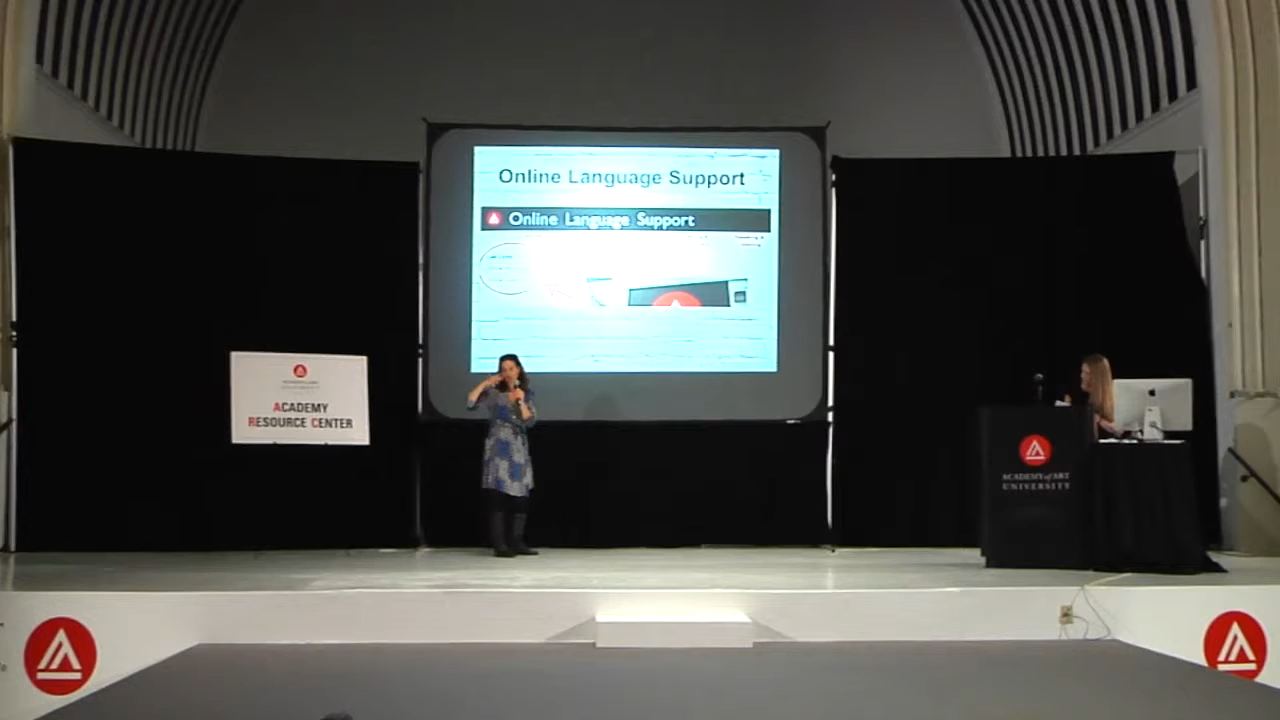 Online Language Support
Online Language Support
ACADEMY
RESOURCE CENTER
ACADEMY of ART
UNIVERSITY